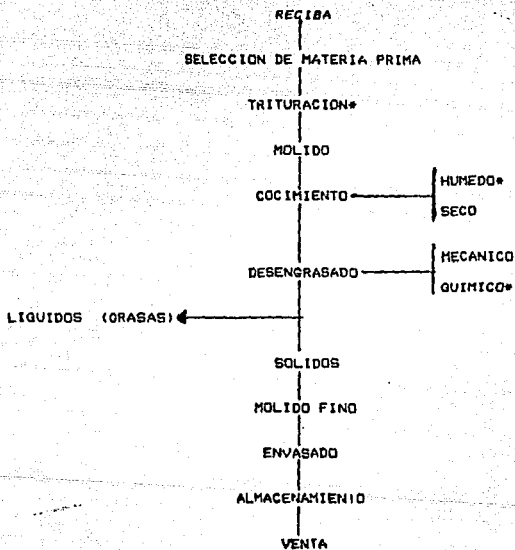 RECIBA
SELECCION DE MATERIA PRIMA
TRITURACION*
MOLIDO
COCIMIENTO
HUMEDO*
SECO
DESENGRASADO
MECANICO
QUIMICO*
LIQUIDOS (GRASAS)
SOLIDOS
MOLIDO FINO
ENVASADO
ALMACENAMIENTO
VENTA